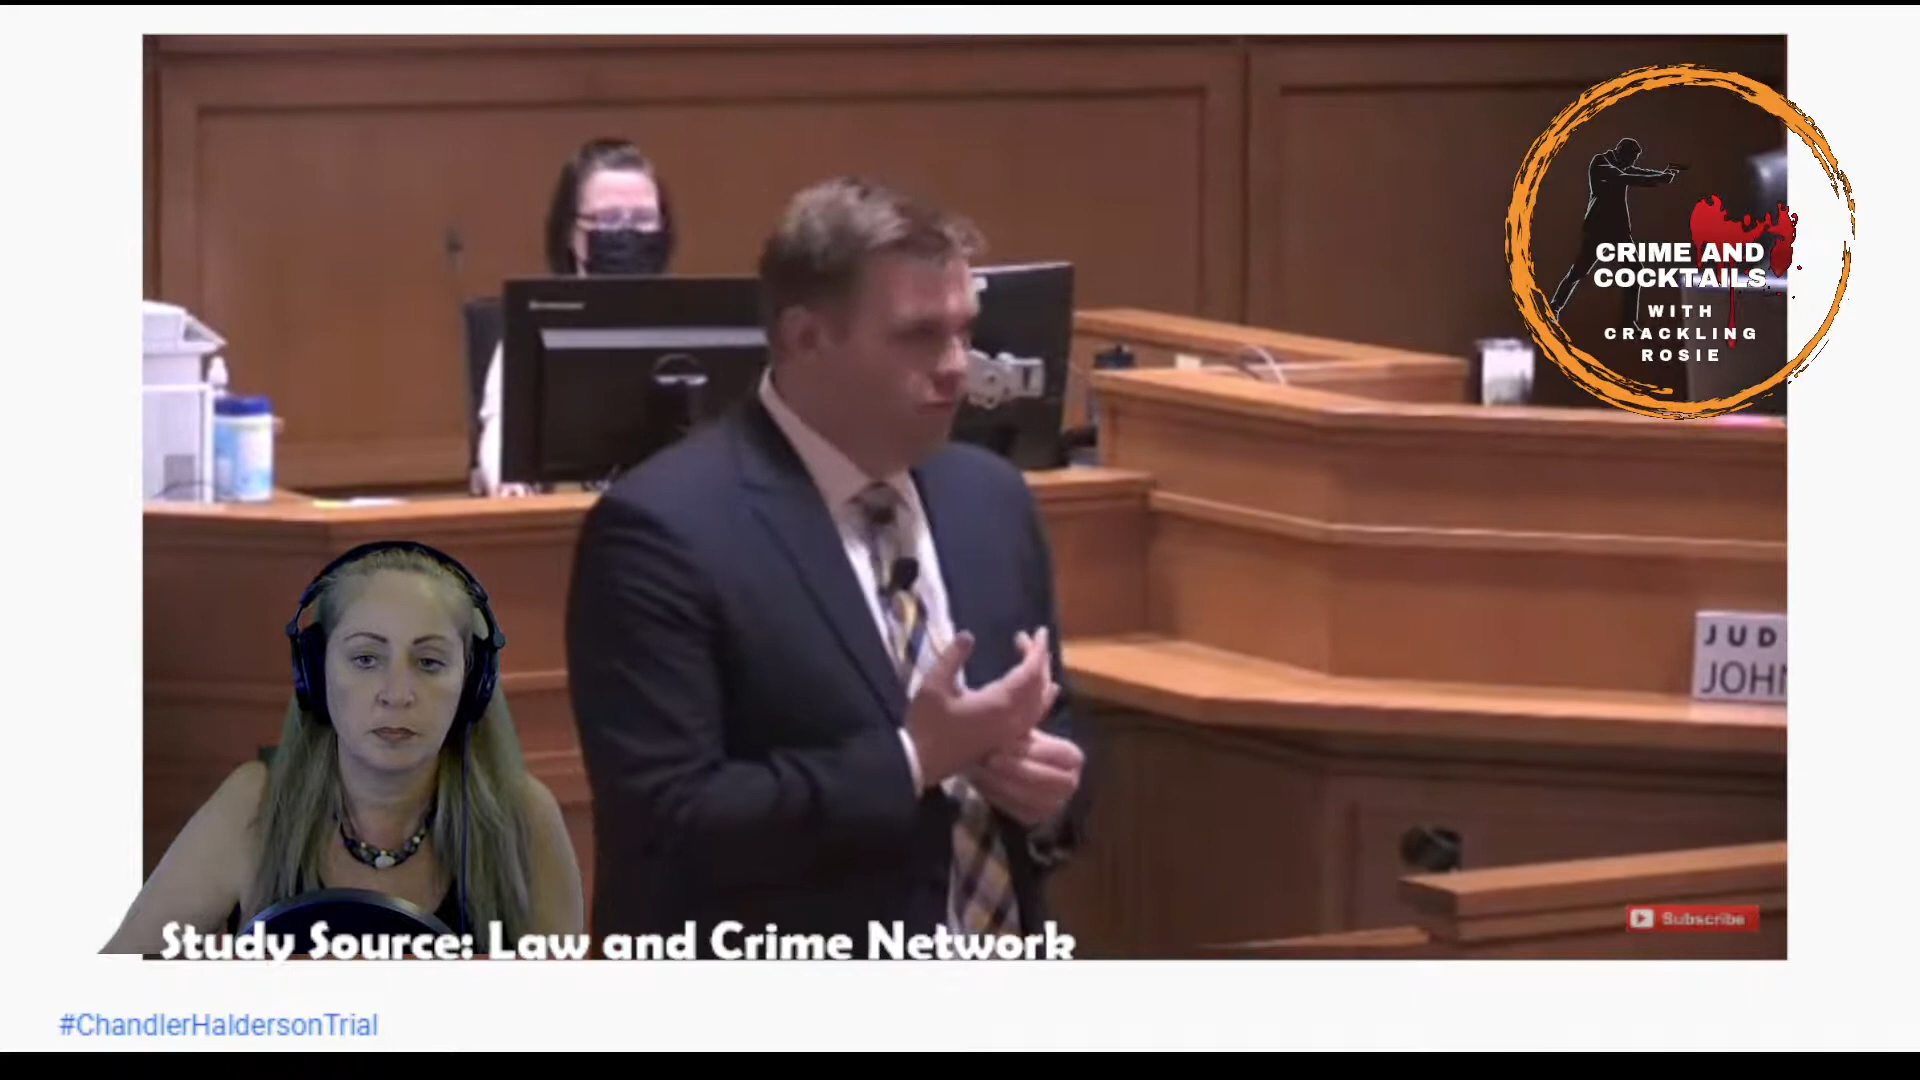 CRIME AND
COCKTAILS
WITH
CRACKLING
ROSIE
JUD
JOHN
Subscribe
Study Source: Law and Crime Network
#ChandlerHaldersonTrial